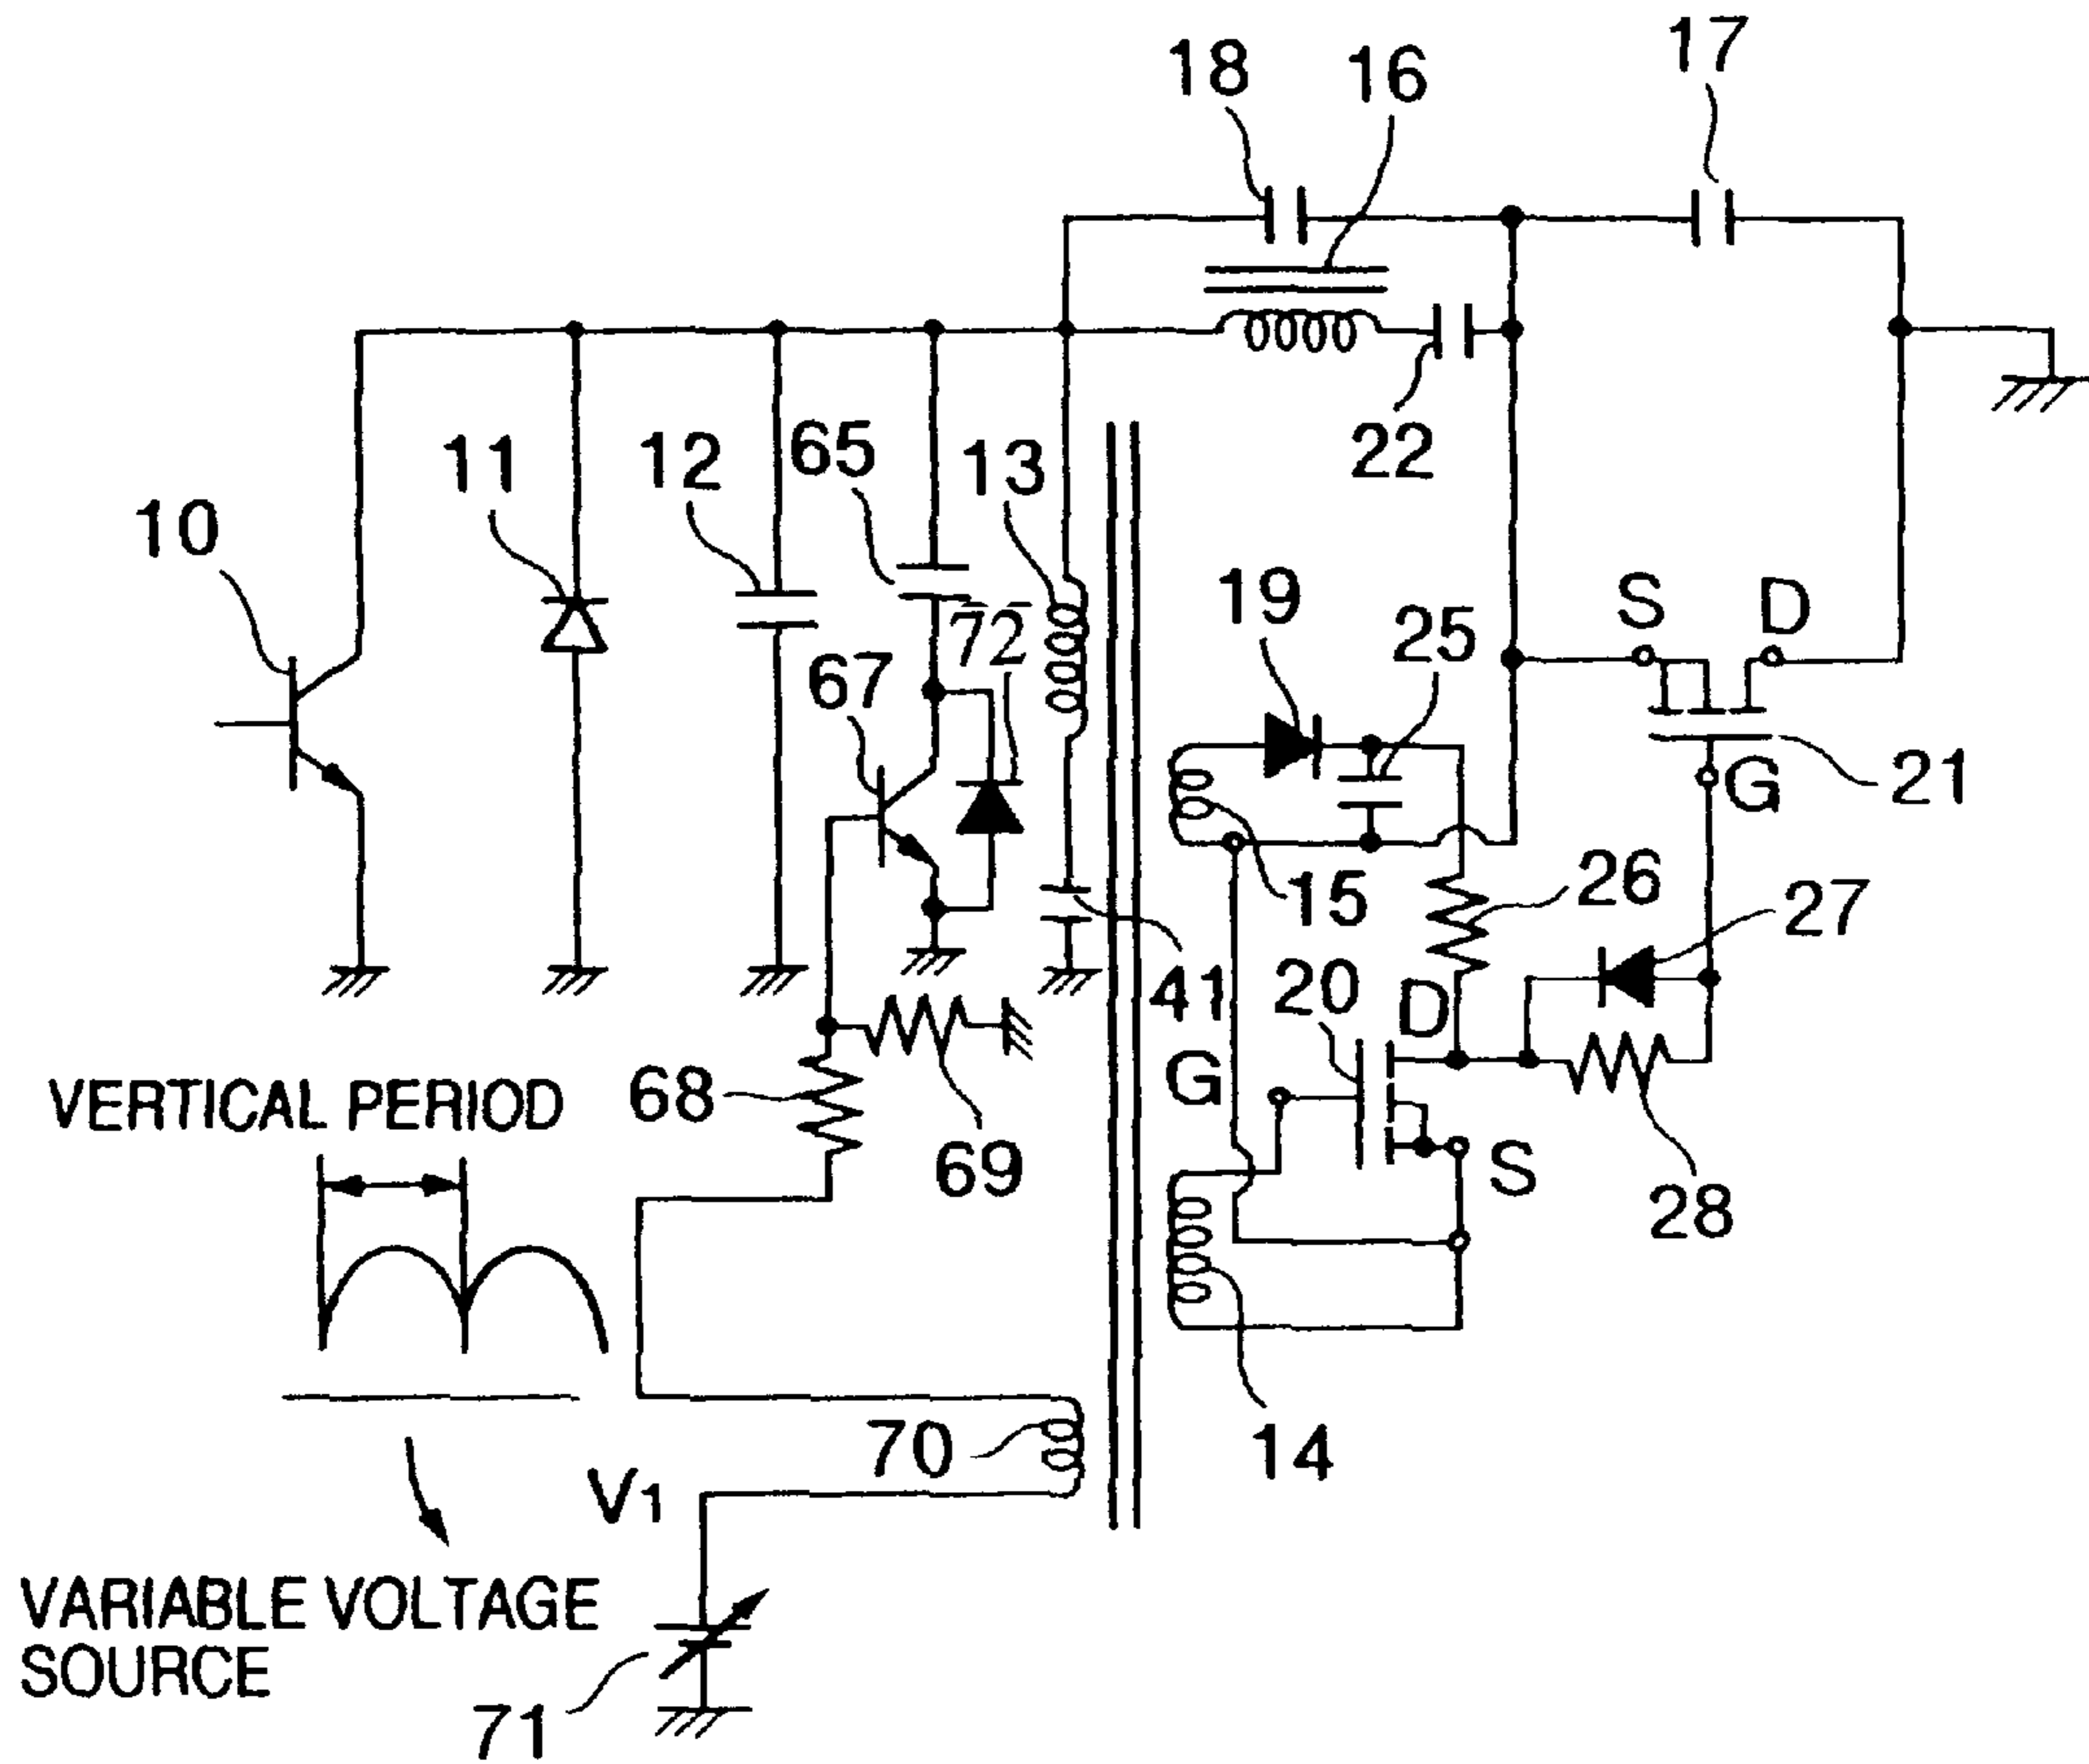 17
18
16
22
11
12
65
13
10
19
25
S
D
72
67
G
21
15
26
27
20
D
41
G
68
VERTICAL PERIOD
69
S
28
70
14
V1
VARIABLE VOLTAGE
SOURCE
71